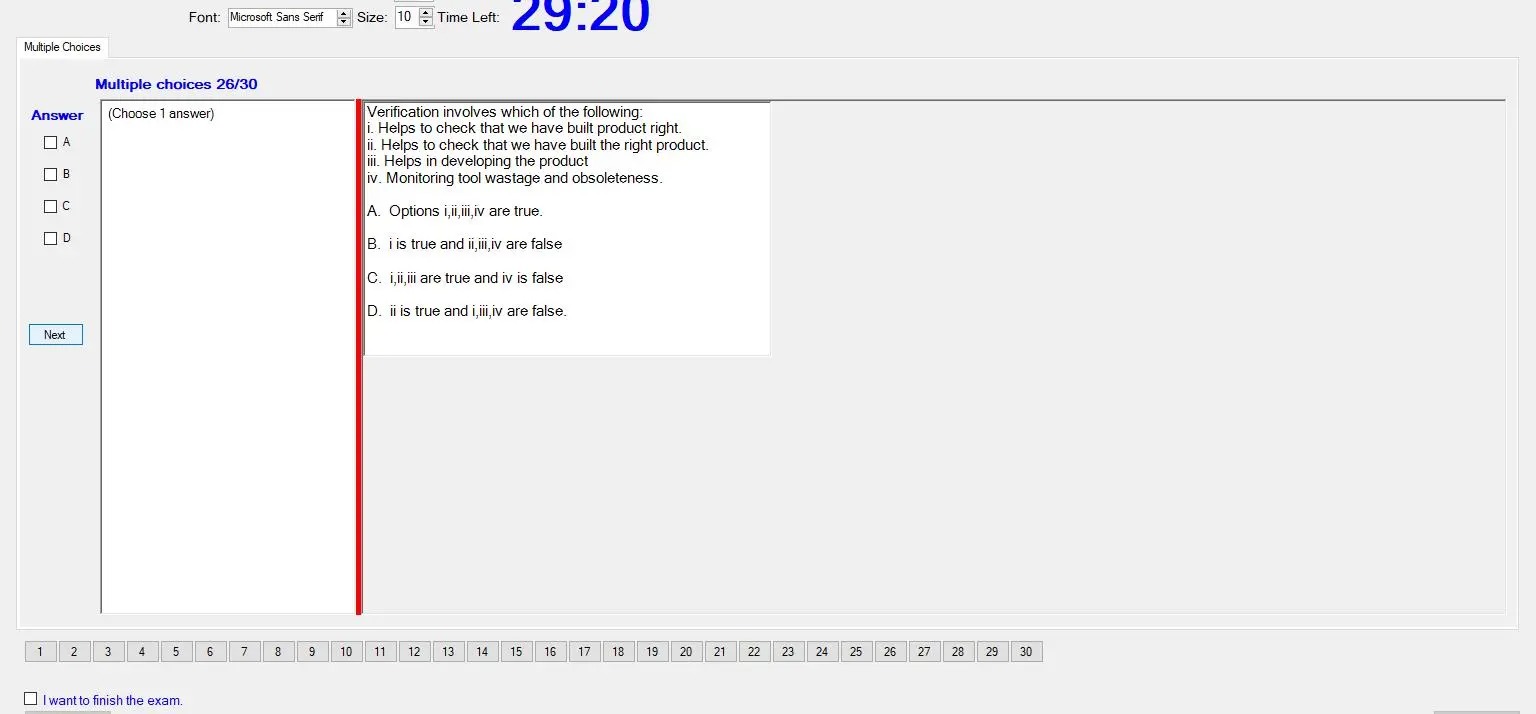 Font: Microsoft Sans Serif Size: 10 Time Left: 29:20
Multiple Choices
Multiple choices 26/30
Answer
A
B
C
D
Next
(Choose 1 answer)
Verification involves which of the following:
i. Helps to check that we have built product right.
ii. Helps to check that we have built the right product.
iii. Helps in developing the product
iv. Monitoring tool wastage and obsoleteness.
A. Options i,ii,iii,iv are true.
B. i is true and ii,iii,iv are false
C. i,ii,iii are true and iv is false
D. ii is true and i,iii,iv are false.
1 2 3 4 5 6 7 8 9 10 11 12 13 14 15 16 17 18 19 20 21 22 23 24 25 26 27 28 29 30
I want to finish the exam.